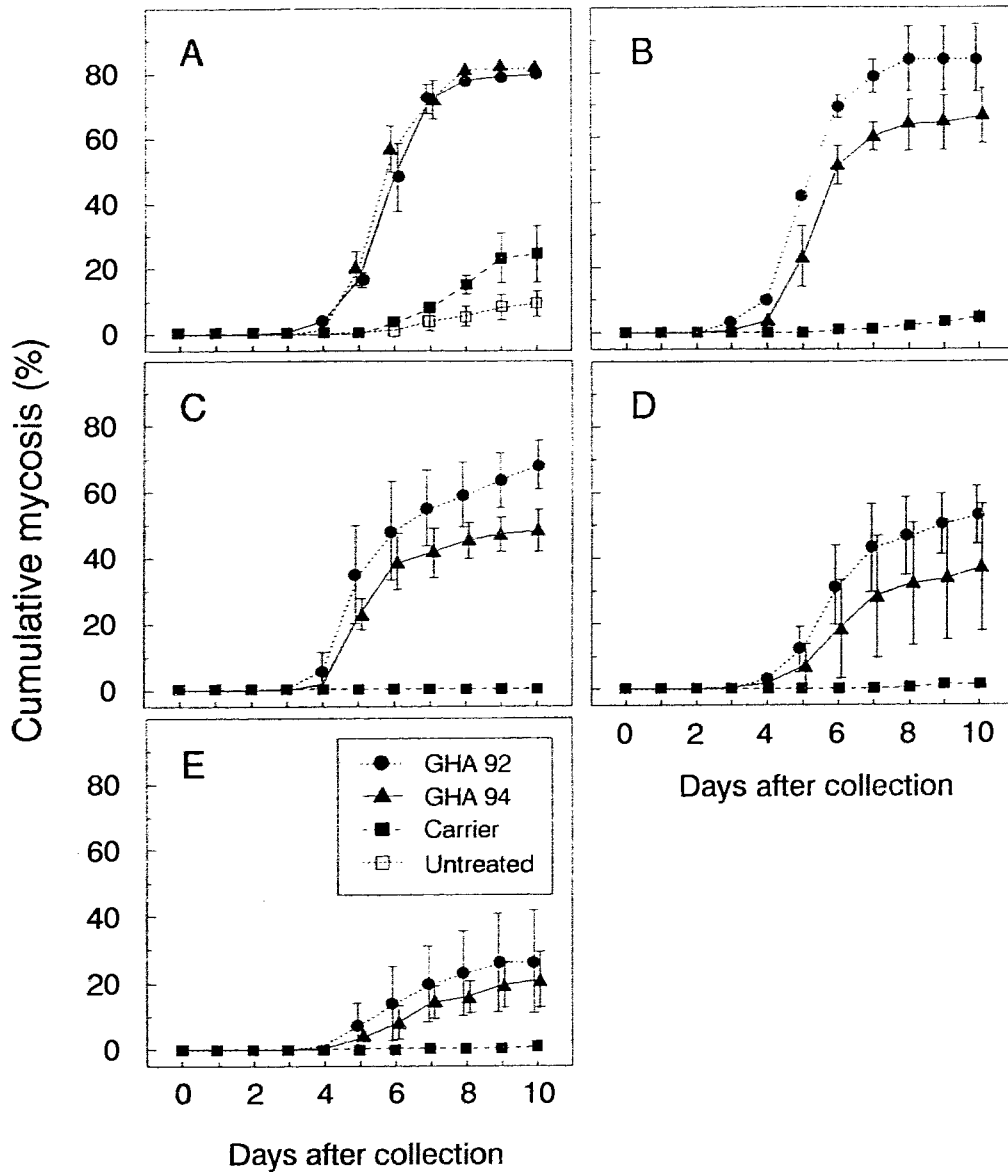 A
B
80
60
40
20
0
C
D
80
60
40
20
0
Cumulative mycosis (%)
0 2 4 6 8 10
Days after collection
E
GHA 92
GHA 94
Carrier
Untreated
80
60
40
20
0
0 2 4 6 8 10
Days after collection